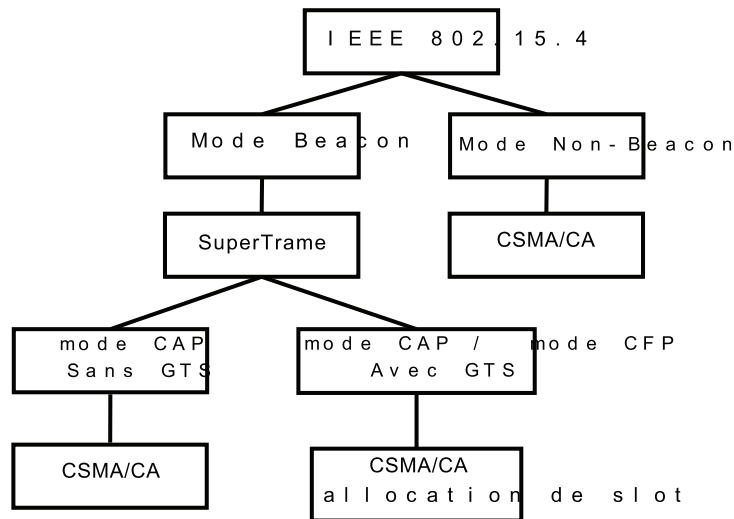 IEEE 802.15.4
Mode Beacon
Mode Non-Beacon
SuperTrame
CSMA/CA
mode CAP
Sans GTS
mode CAP / mode CFP
Avec GTS
CSMA/CA
CSMA/CA
allocation de slot